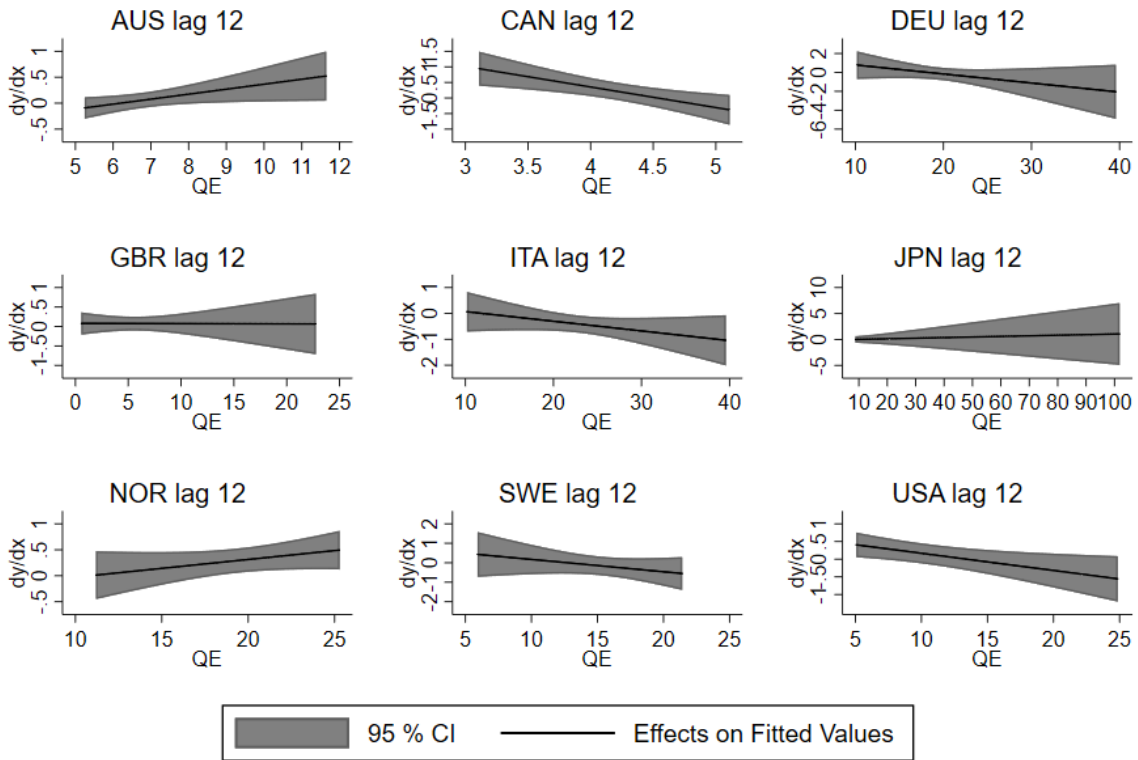 AUS lag 12
dy/dx
-.5 0 .5 1
5 6 7 8 9 10 11 12
QE
CAN lag 12
dy/dx
-1-.50 .511.5
3 3.5 4 4.5 5
QE
DEU lag 12
dy/dx
-6-4-2 0 2
10 20 30 40
QE
GBR lag 12
dy/dx
-1-.50 .5 1
0 5 10 15 20 25
QE
ITA lag 12
dy/dx
-2 -1 0 1
10 20 30 40
QE
JPN lag 12
dy/dx
-5 0 5 10
10 20 30 40 50 60 70 80 90 100
QE
NOR lag 12
dy/dx
-.5 0 .5 1
10 15 20 25
QE
SWE lag 12
dy/dx
-2 -1 0 1 2
5 10 15 20 25
QE
USA lag 12
dy/dx
-1-.50 .51
5 10 15 20 25
QE
95 % CI
Effects on Fitted Values